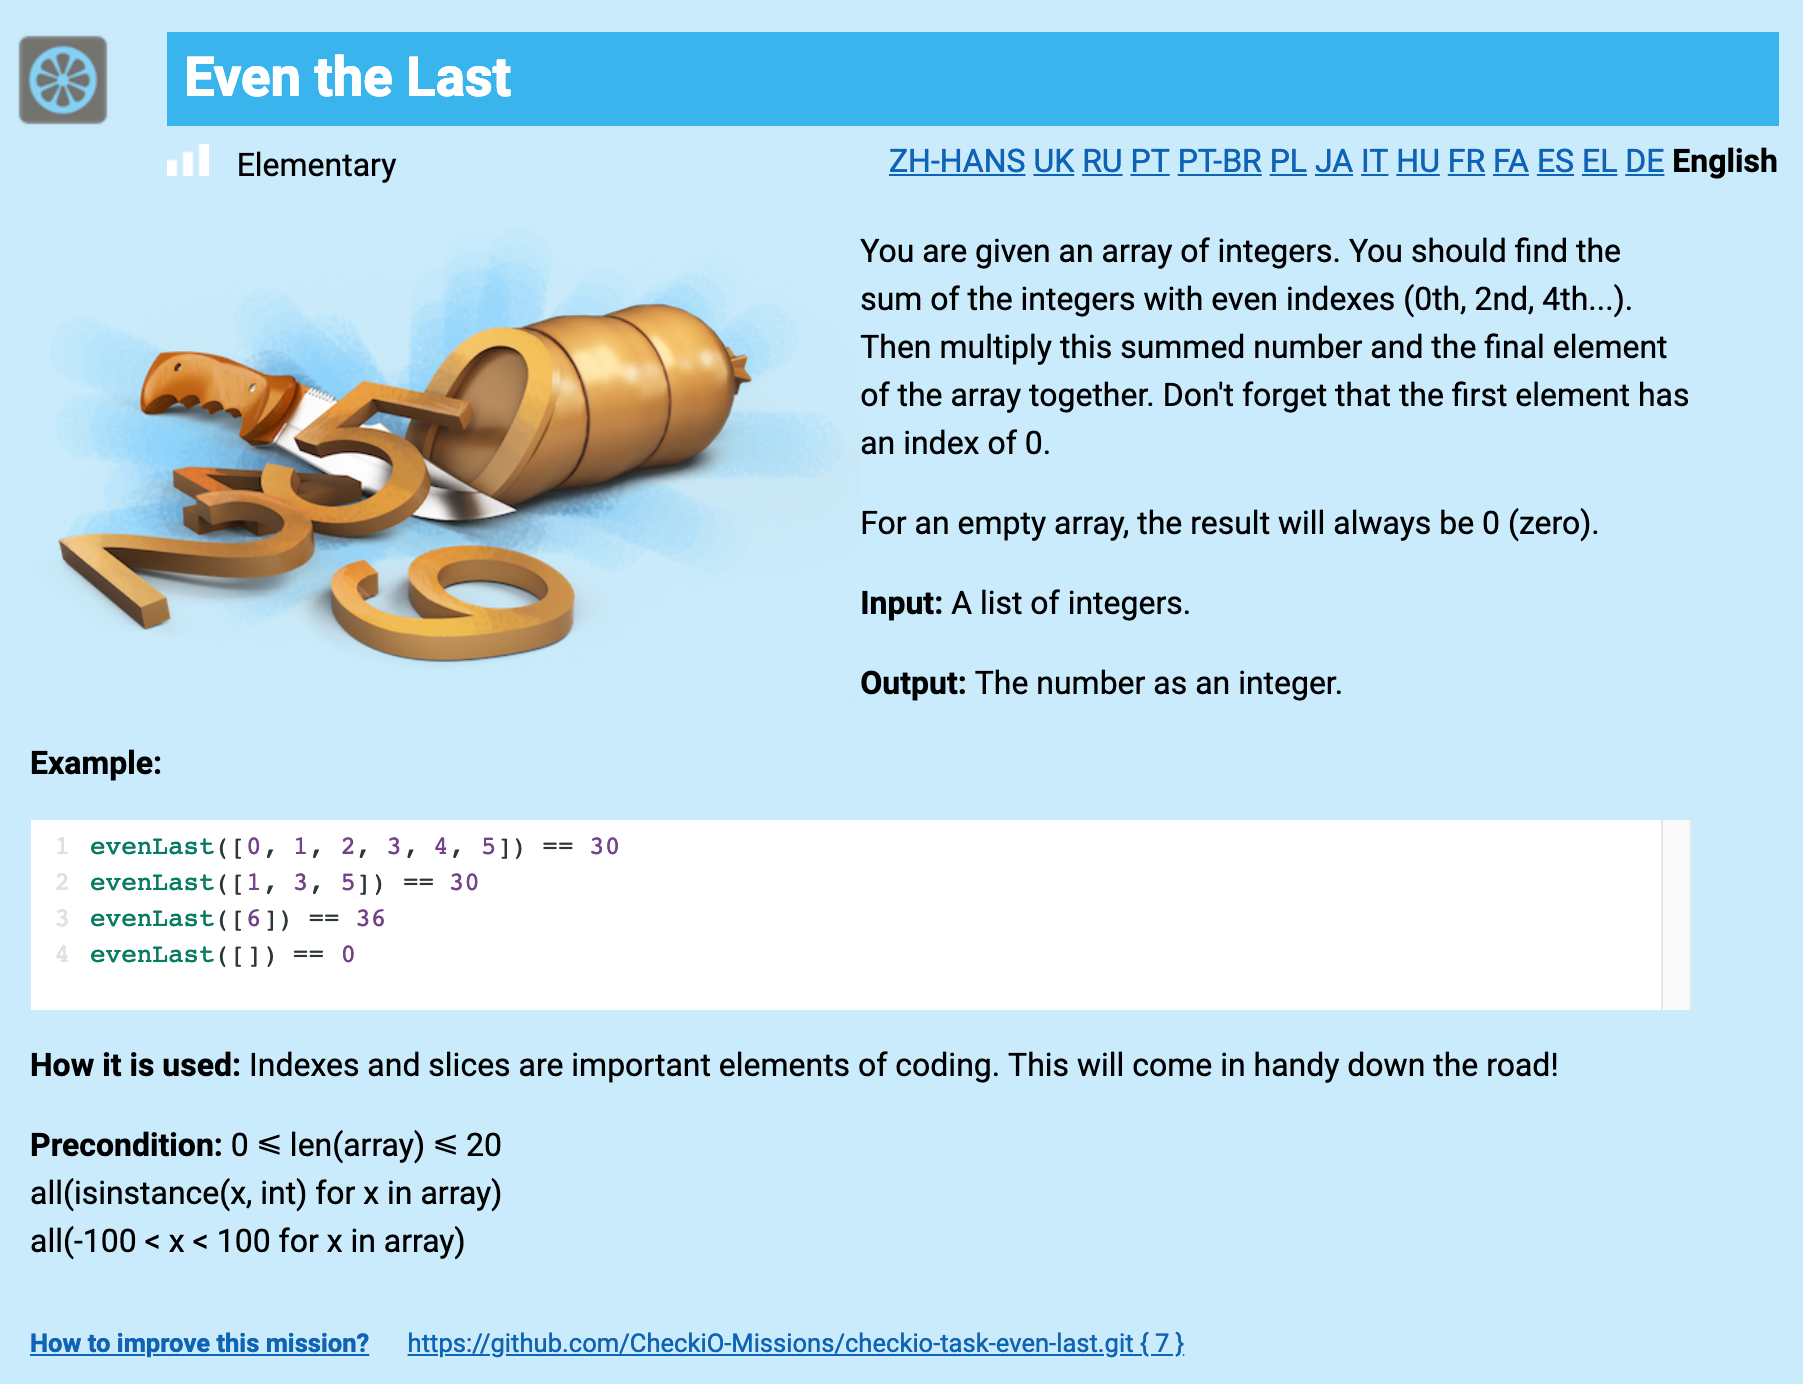 Even the Last
Elementary
ZH-HANS UK RU PT PT-BR PL JA IT HU FR FA ES EL DE English
You are given an array of integers. You should find the
sum of the integers with even indexes (0th, 2nd, 4th...).
Then multiply this summed number and the final element
of the array together. Don't forget that the first element has
an index of 0.
For an empty array, the result will always be 0 (zero).
Input: A list of integers.
Output: The number as an integer.
Example:
1 evenLast([0, 1, 2, 3, 4, 5]) == 30
2 evenLast([1, 3, 5]) == 30
3 evenLast([6]) == 36
4 evenLast([]) == 0
How it is used: Indexes and slices are important elements of coding. This will come in handy down the road!
Precondition: 0 ⩽ len(array) ⩽ 20
all(isinstance(x, int) for x in array)
all(-100 < x < 100 for x in array)
How to improve this mission? https://github.com/CheckiO-Missions/checkio-task-even-last.git { 7 }